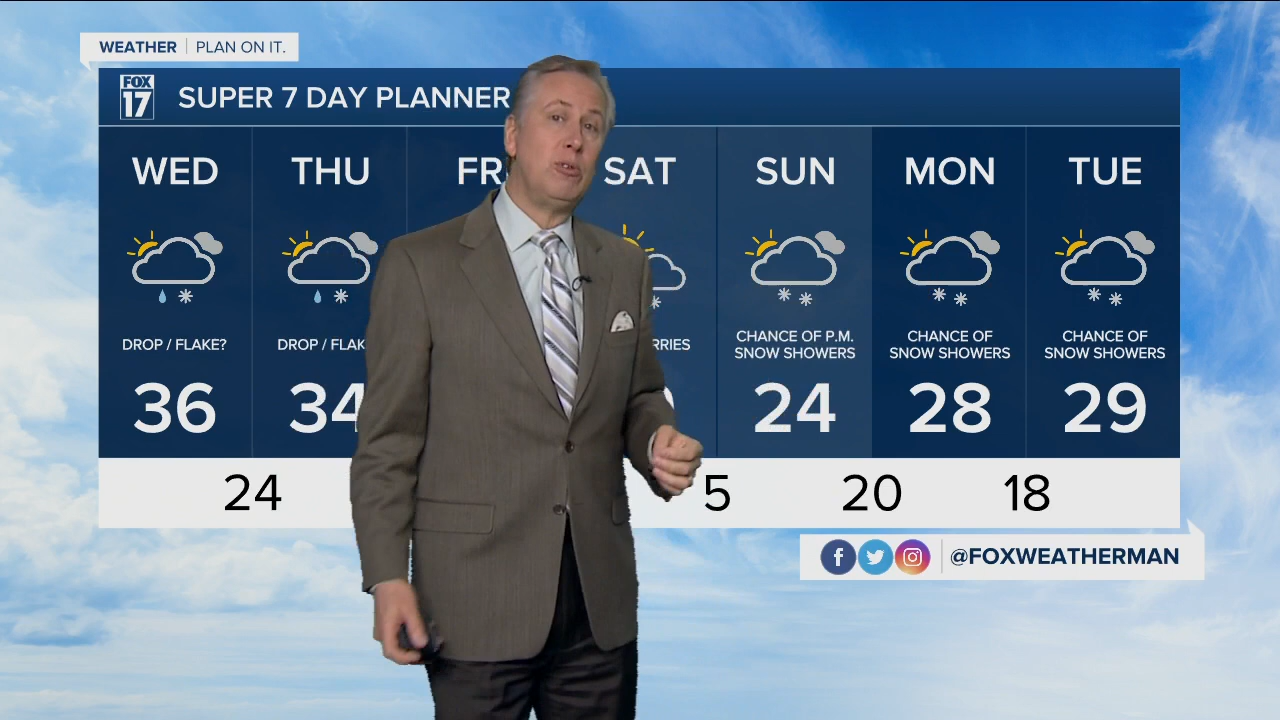 WEATHER PLAN ON IT.
FOX 17
SUPER 7 DAY PLANNER
WED THU SAT SUN MON TUE
DROP / FLAKE? DROP / CHANCE OF P.M. SNOW SHOWERS CHANCE OF SNOW SHOWERS CHANCE OF SNOW SHOWERS
36 34 24 28 29
24 5 20 18
@FOXWEATHERMAN